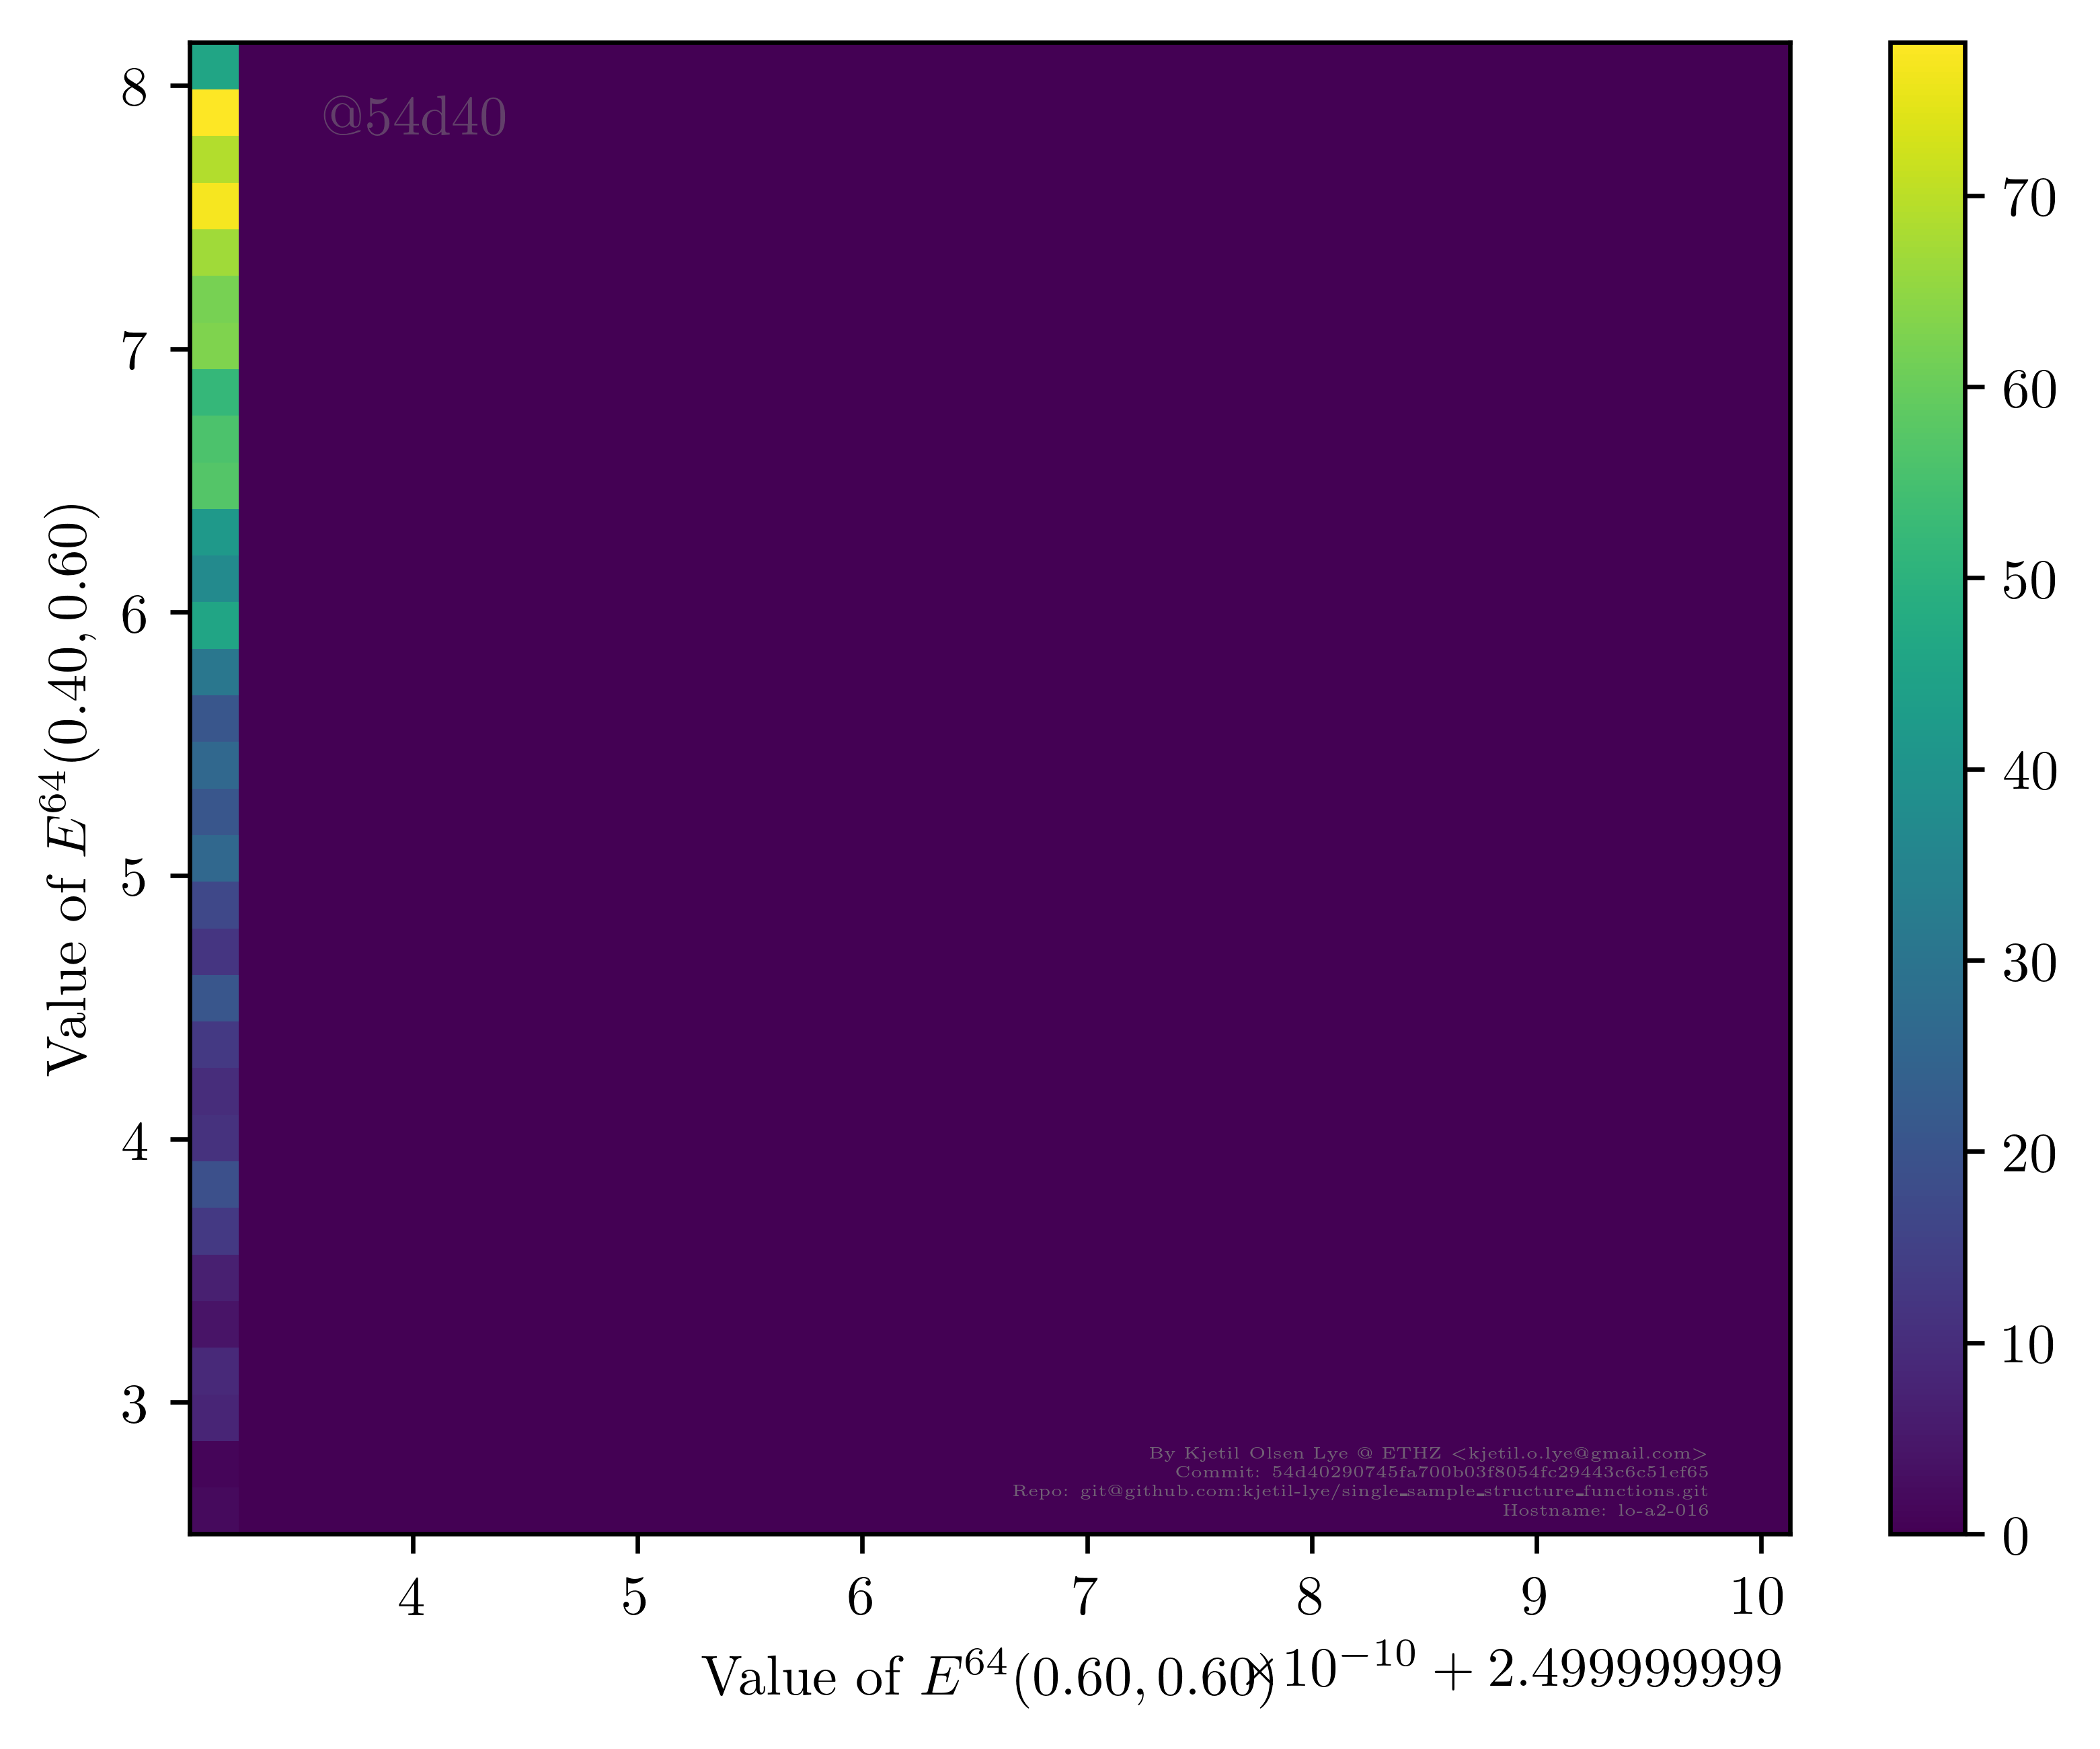 @54d40
8
7
6
5
4
3
Value of E^64(0.40, 0.60)
By Kjetil Olsen Lye @ ETHZ <kjetil.o.lye@gmail.com>
Commit: 54d40290745fa700b03f8054fc29443c6c51ef65
Repo: git@github.com:kjetil-lye/single_sample_structure_functions.git
Hostname: lo-a2-016
4 5 6 7 8 9 10
Value of E^64(0.60, 0.60)
×10^−10 + 2.499999999
70
60
50
40
30
20
10
0